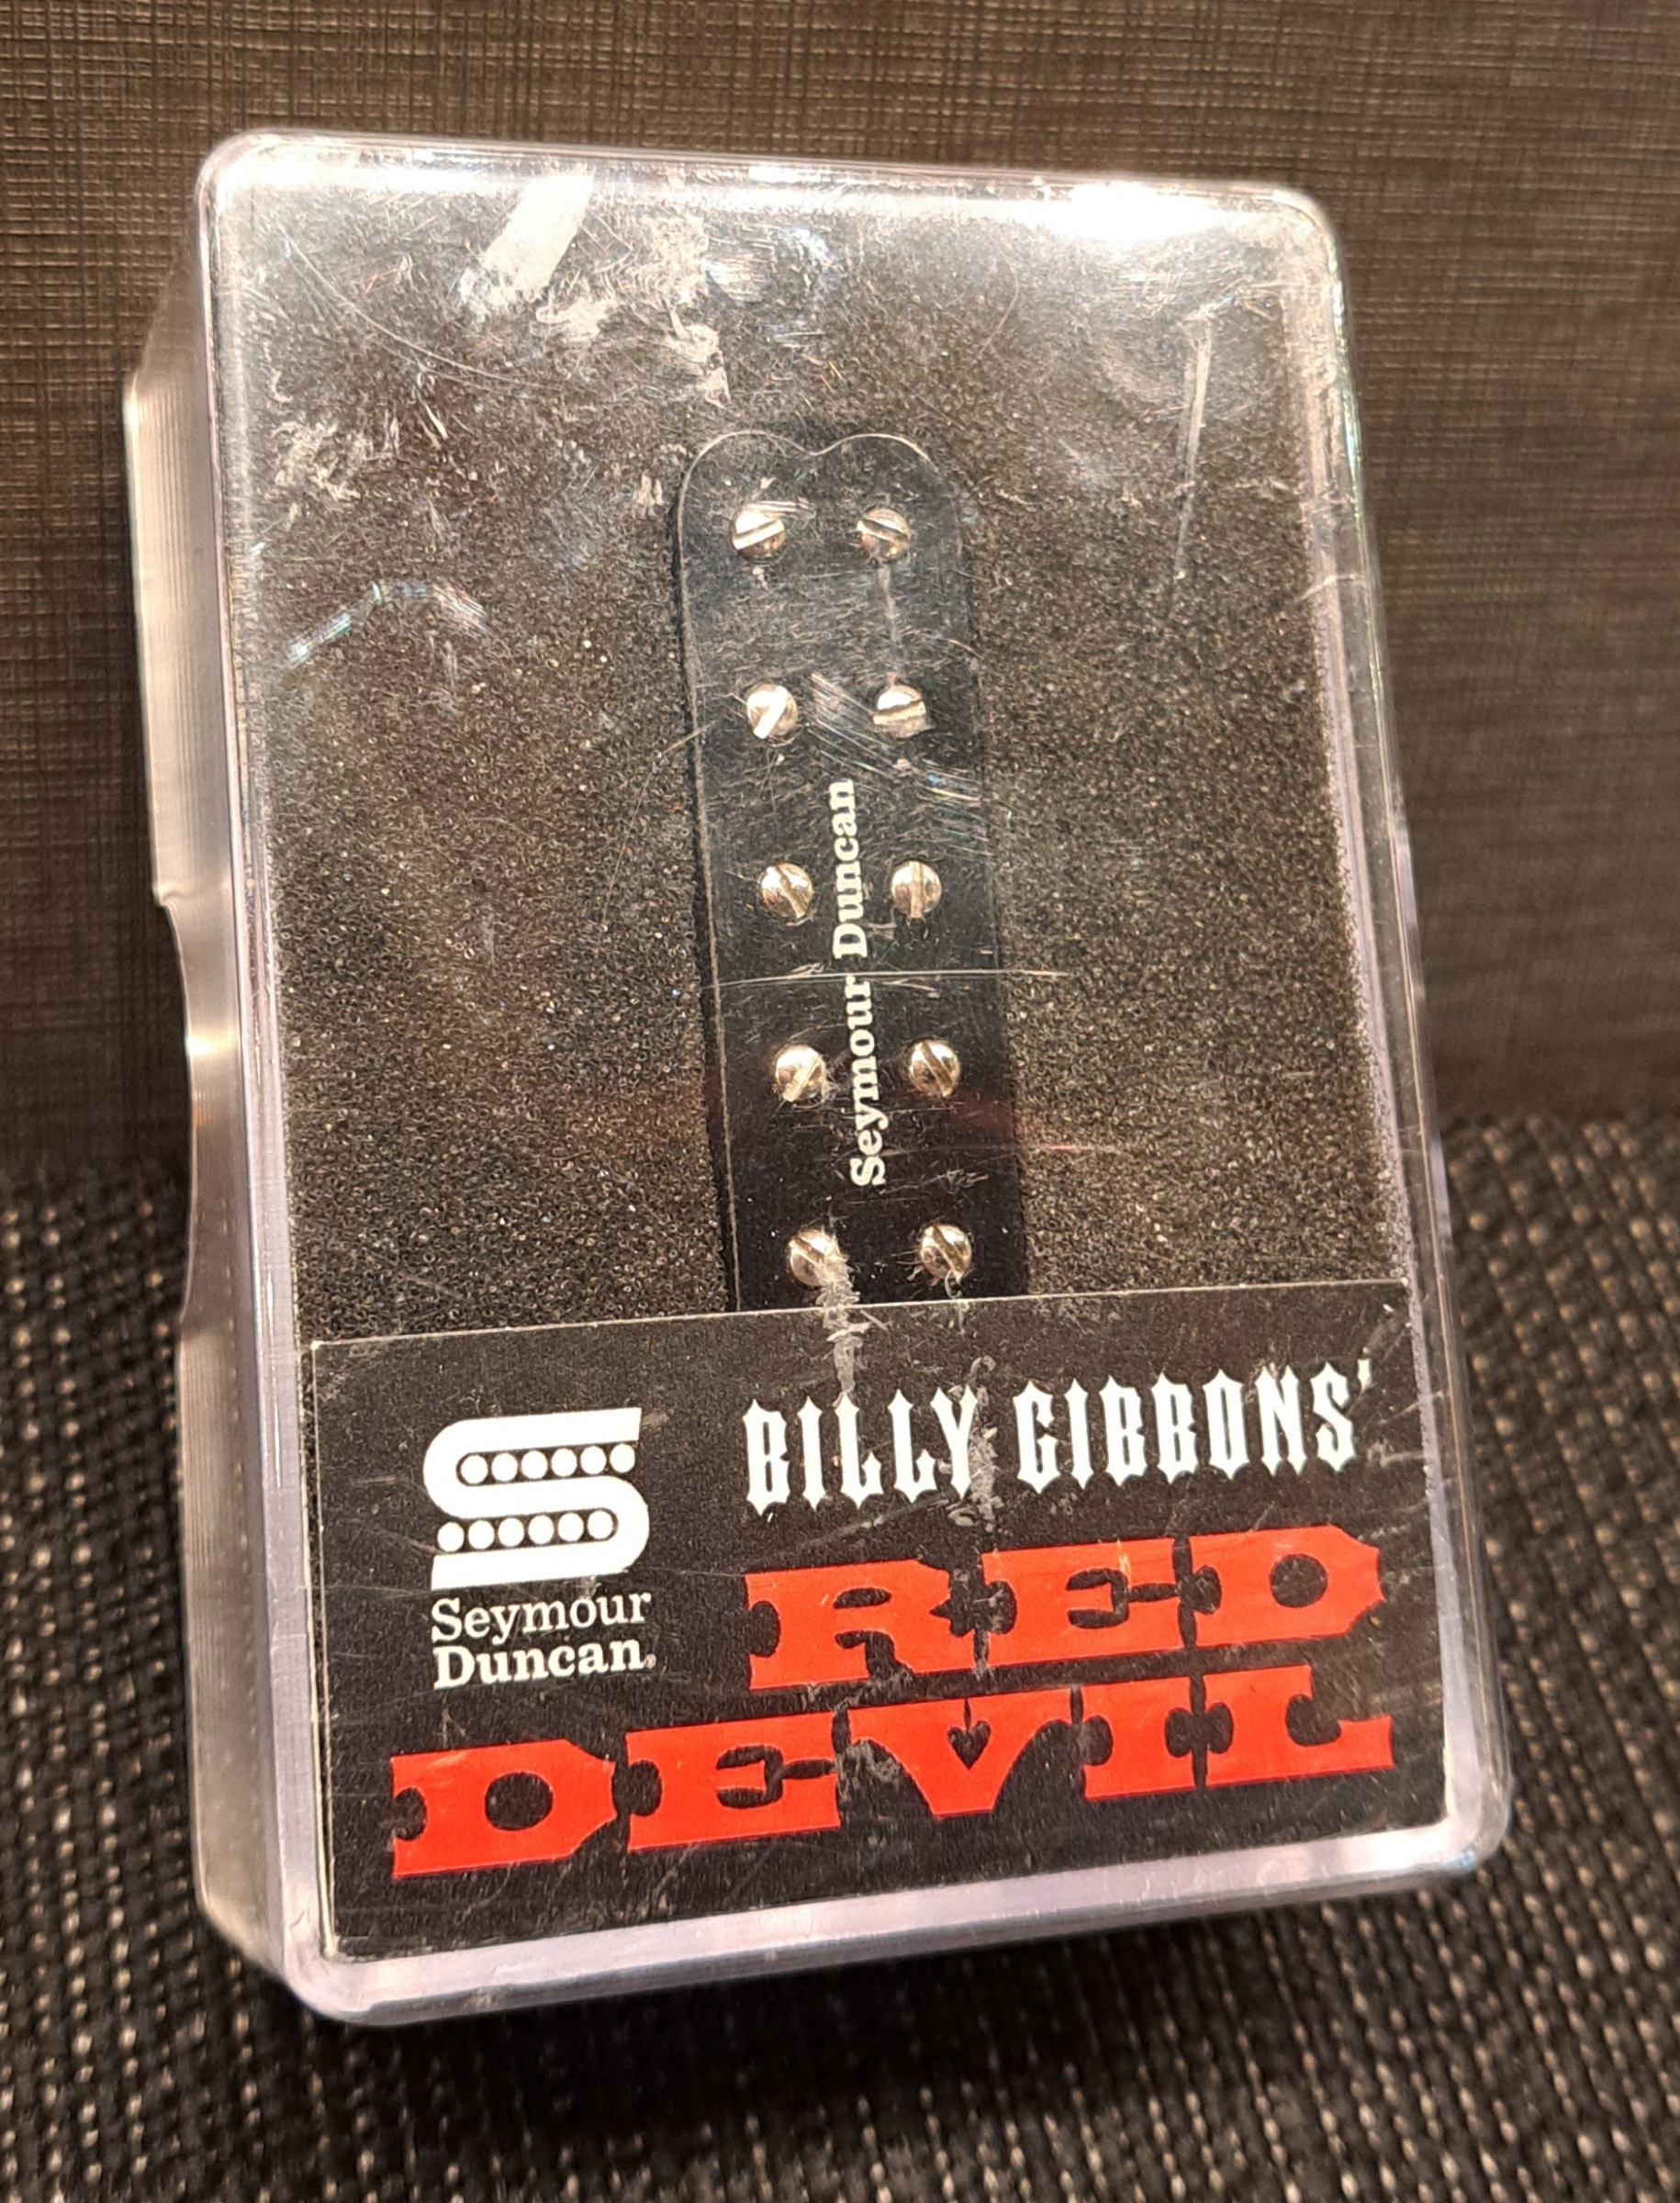 Seymour Duncan
BILLY GIBBONS'
RED
Seymour
Duncan®
DEVIL